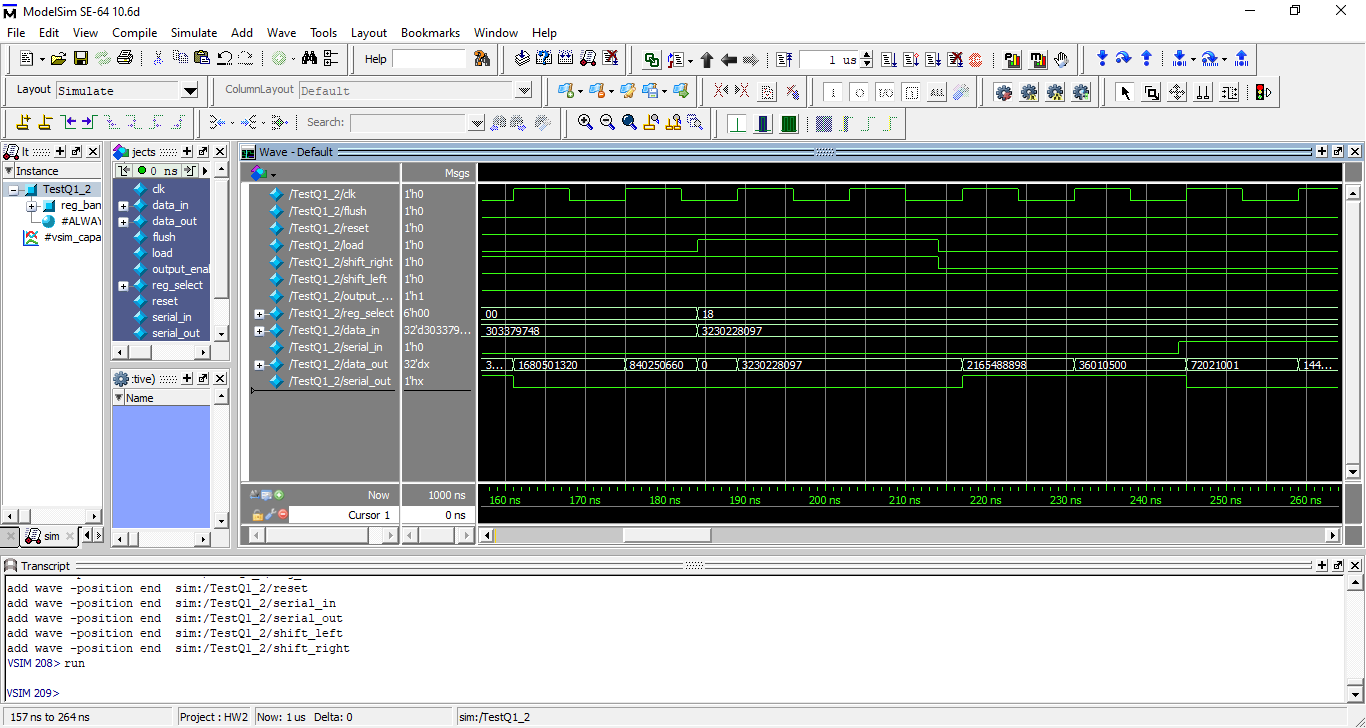 ModelSim SE-64 10.6d
File Edit View Compile Simulate Add Wave Tools Layout Bookmarks Window Help
Help
1 us
Layout Simulate
ColumnLayout Default
ALL
Search:
It
jects
Wave - Default
Instance
0 ns
Msgs
TestQ1_2
reg_ban
#ALWAY
#vsim_capa
clk
data_in
data_out
flush
load
output_enal
reg_select
reset
serial_in
serial_out
/TestQ1_2/clk 1'h0
/TestQ1_2/flush 1'h0
/TestQ1_2/reset 1'h0
/TestQ1_2/load 1'h0
/TestQ1_2/shift_right 1'h0
/TestQ1_2/shift_left 1'h0
/TestQ1_2/output_... 1'h1
/TestQ1_2/reg_select 6'h00 00 18
/TestQ1_2/data_in 32'd303379... 303379748 3230228097
/TestQ1_2/serial_in 1'h0
/TestQ1_2/data_out 32'dx 3... 1680501320 840250660 0 3230228097 2165488898 36010500 72021001 144...
/TestQ1_2/serial_out 1'hx
:tive)
Name
Now 1000 ns
Cursor 1 0 ns
160 ns 170 ns 180 ns 190 ns 200 ns 210 ns 220 ns 230 ns 240 ns 250 ns 260 ns
sim
Transcript
add wave -position end sim:/TestQ1_2/reset
add wave -position end sim:/TestQ1_2/serial_in
add wave -position end sim:/TestQ1_2/serial_out
add wave -position end sim:/TestQ1_2/shift_left
add wave -position end sim:/TestQ1_2/shift_right
VSIM 208> run
VSIM 209>
157 ns to 264 ns Project : HW2 Now: 1 us Delta: 0 sim:/TestQ1_2